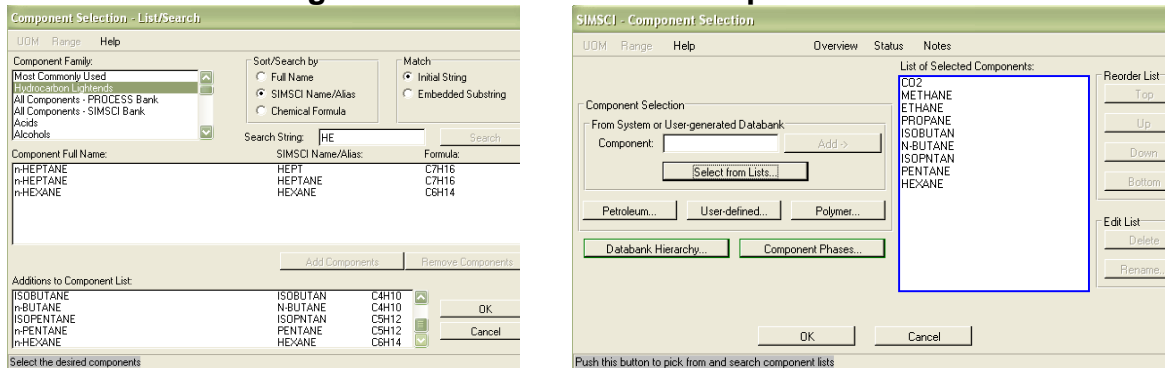 Component Selection - List/Search
UOM Range Help
Component Family:
Most Commonly Used
Hydrocarbon Lightends
All Components - PROCESS Bank
All Components - SIMSCI Bank
Acids
Alcohols
Sort/Search by
Full Name
SIMSCI Name/Alias
Chemical Formula
Match
Initial String
Embedded Substring
Search String: HE Search
Component Full Name: SIMSCI Name/Alias: Formula:
n-HEPTANE HEPT C7H16
n-HEPTANE HEPTANE C7H16
n-HEXANE HEXANE C6H14
Add Components Remove Components
Additions to Component List:
ISOBUTANE ISOBUTAN C4H10
n-BUTANE N-BUTANE C4H10
ISOPENTANE ISOPNTAN C5H12
n-PENTANE PENTANE C5H12
n-HEXANE HEXANE C6H14
OK
Cancel
Select the desired components
SIMSCI - Component Selection
UOM Range Help Overview Status Notes
Component Selection
From System or User-generated Databank
Component: Add ->
Select from Lists...
Petroleum... User-defined... Polymer...
Databank Hierarchy... Component Phases...
List of Selected Components:
CO2
METHANE
ETHANE
PROPANE
ISOBUTAN
N-BUTANE
ISOPNTAN
PENTANE
HEXANE
Reorder List
Top
Up
Down
Bottom
Edit List
Delete
Rename...
OK Cancel
Push this button to pick from and search component lists